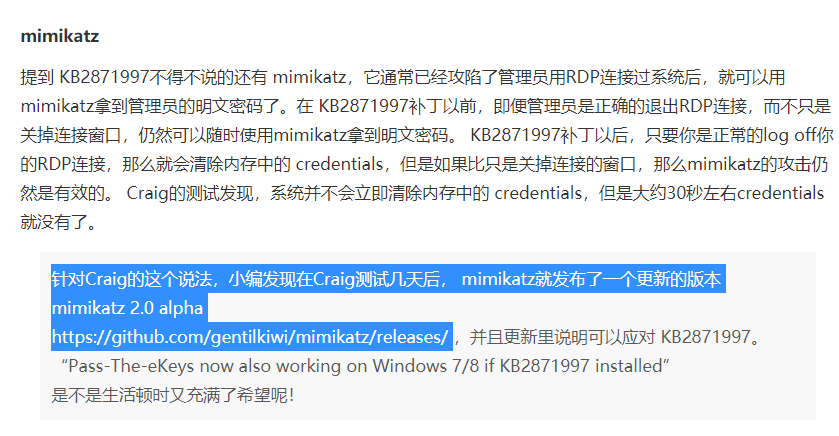 mimikatz
提到 KB2871997不得不说的还有 mimikatz，它通常已经攻陷了管理员用RDP连接过系统后，就可以用
mimikatz拿到管理员的明文密码了。在 KB2871997补丁以前，即便管理员是正确的退出RDP连接，而不只是
关掉连接窗口，仍然可以随时使用mimikatz拿到明文密码。 KB2871997补丁以后，只要你是正常的log off你
的RDP连接，那么就会清除内存中的 credentials，但是如果比只是关掉连接的窗口，那么mimikatz的攻击仍
然是有效的。 Craig的测试发现，系统并不会立即清除内存中的 credentials，但是大约30秒左右credentials
就没有了。
针对Craig的这个说法，小编发现在Craig测试几天后， mimikatz就发布了一个更新的版本
mimikatz 2.0 alpha
https://github.com/gentilkiwi/mimikatz/releases/ ，并且更新里说明可以应对 KB2871997。
“Pass-The-eKeys now also working on Windows 7/8 if KB2871997 installed”
是不是生活顿时又充满了希望呢！